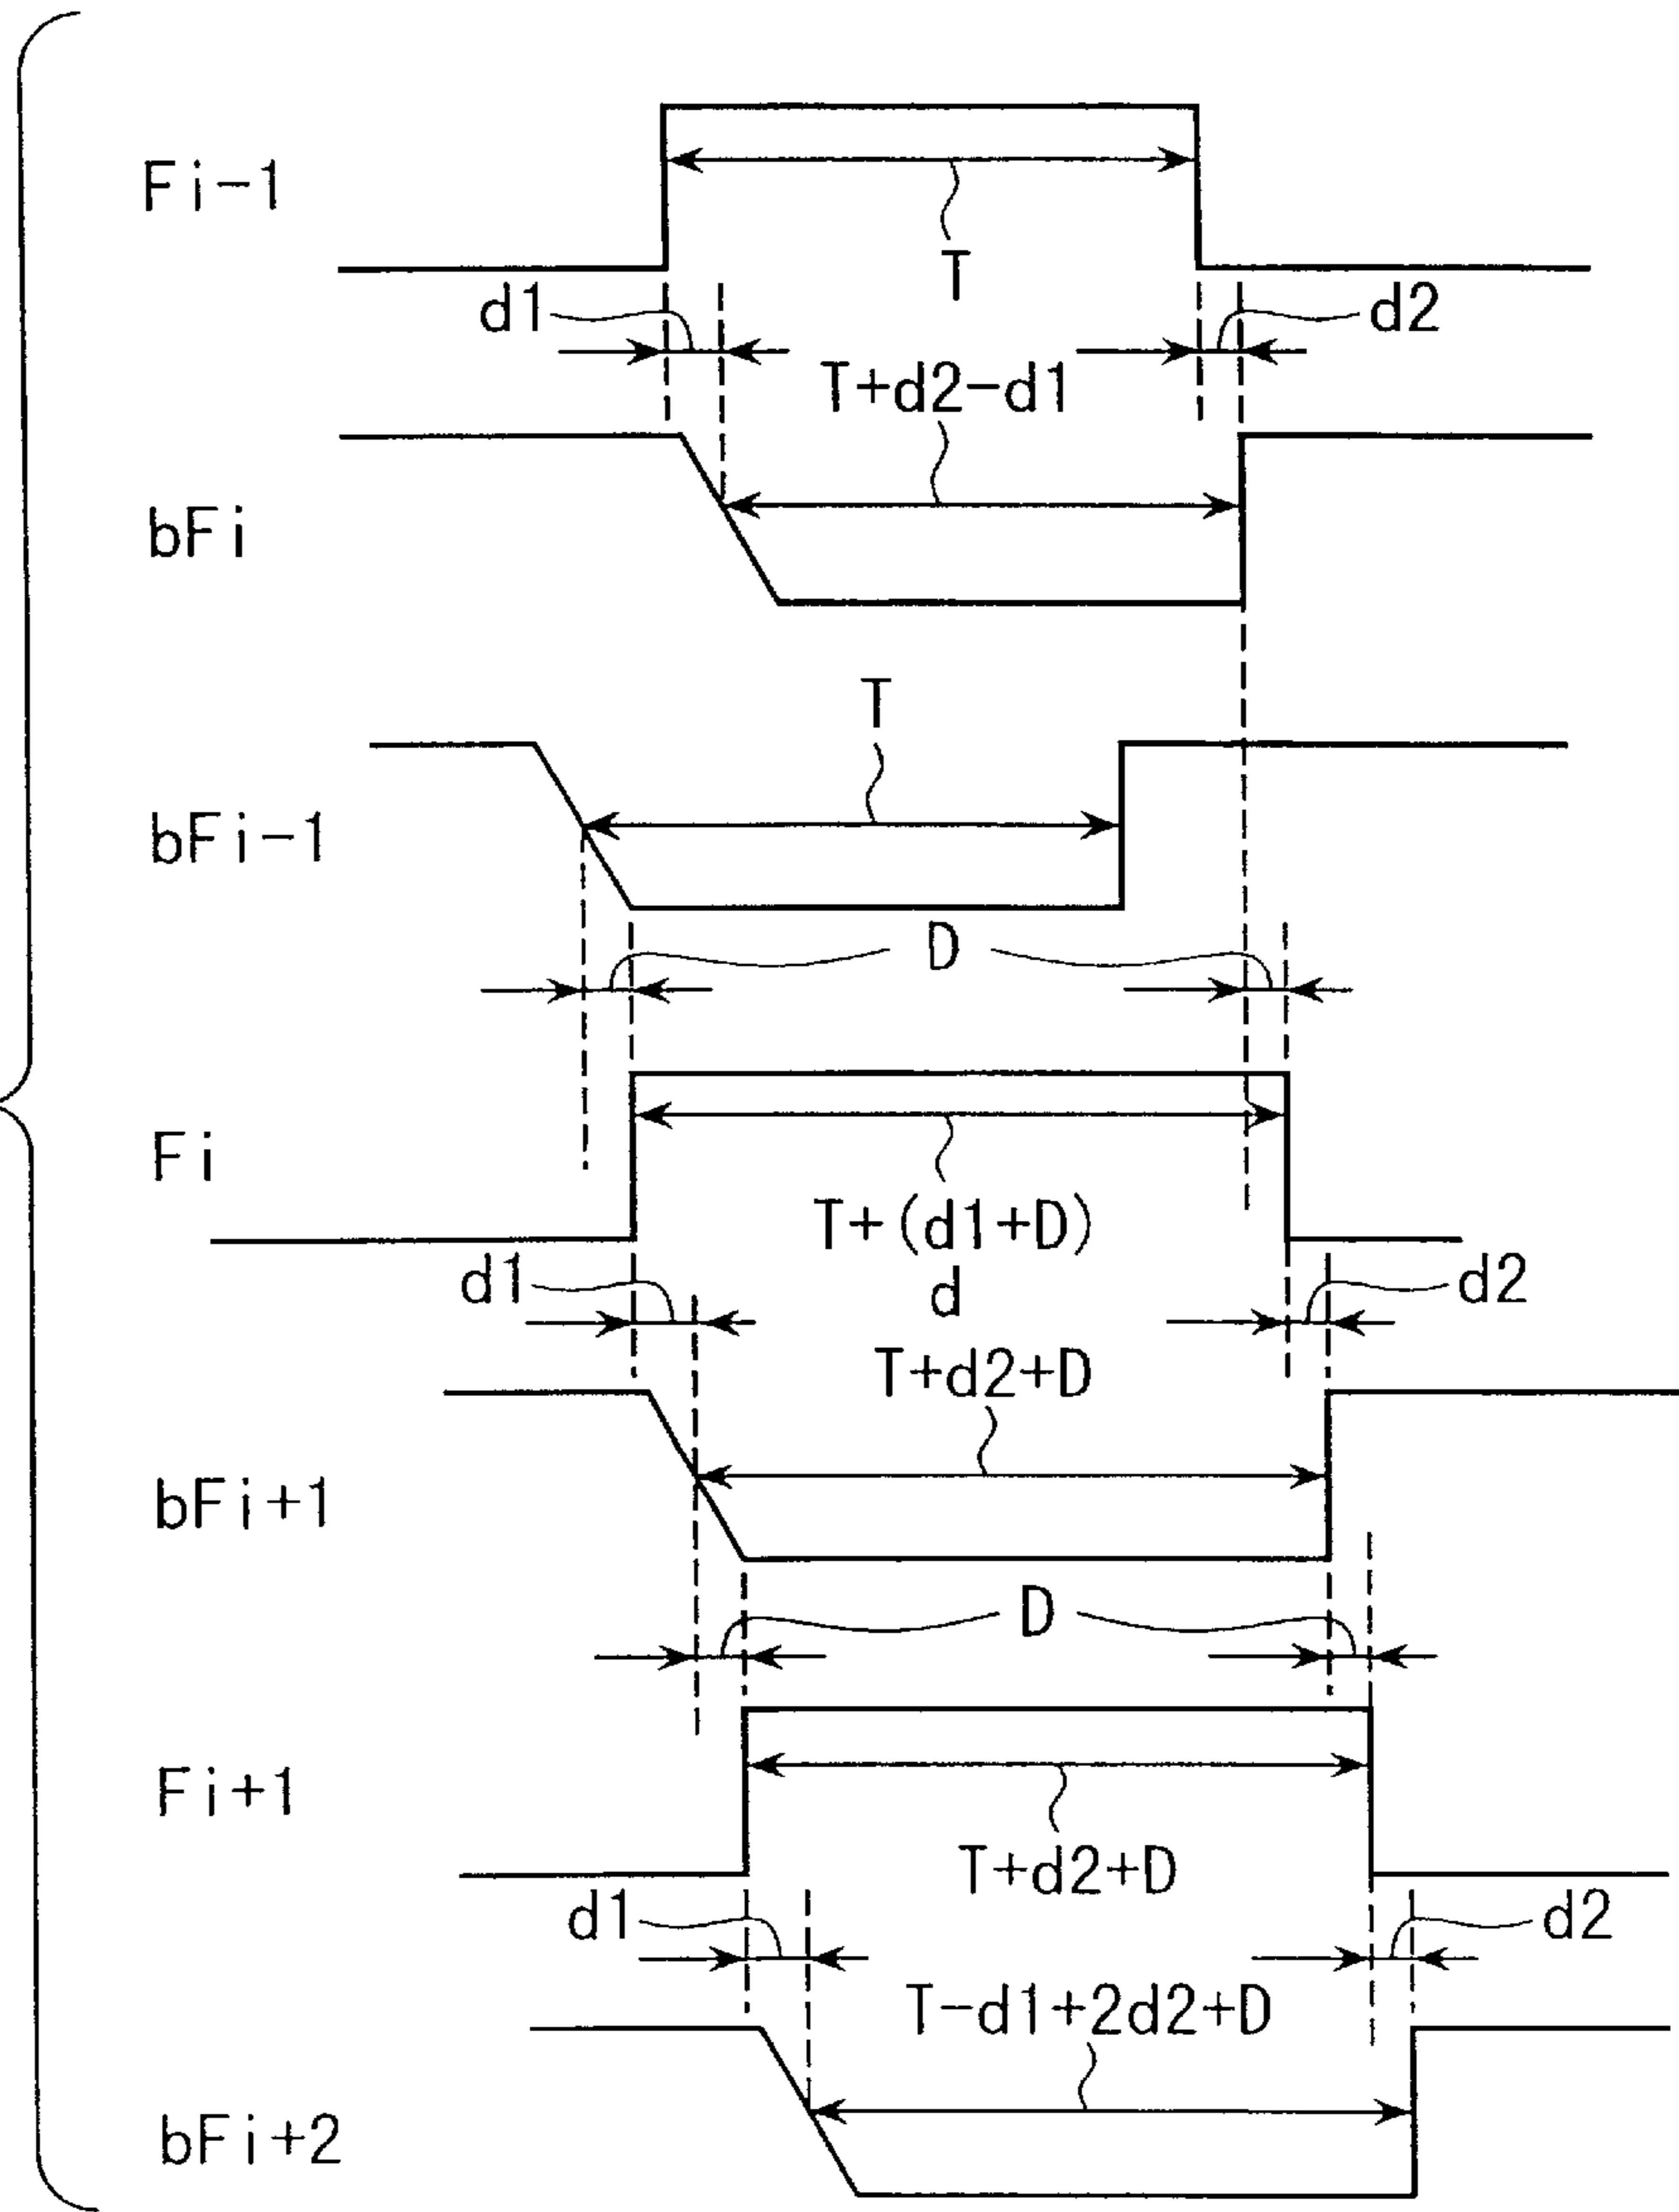 Fi-1
T
d1
d2
T+d2-d1
bFi
T
bFi-1
D
Fi
T+(d1+D)
d1
d
d2
T+d2+D
bFi+1
D
Fi+1
T+d2+D
d1
d2
T-d1+2d2+D
bFi+2